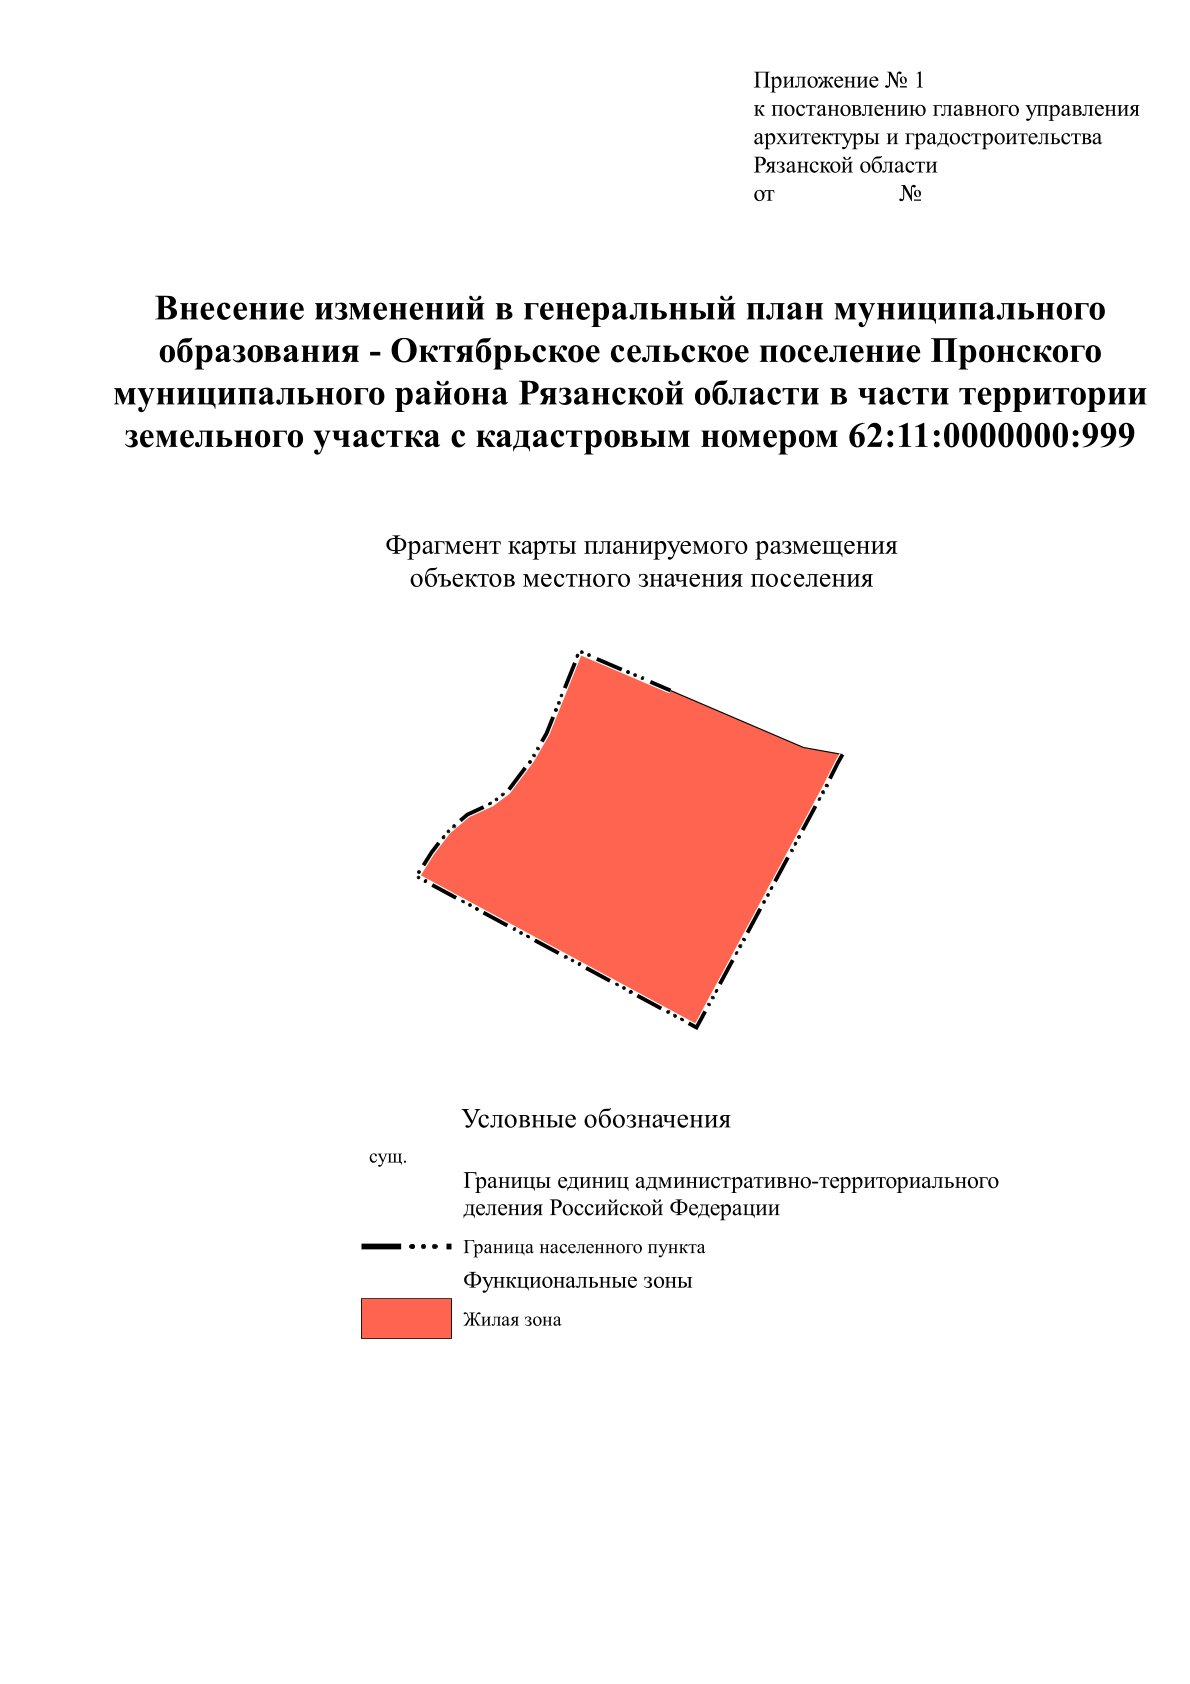 Приложение № 1
к постановлению главного управления
архитектуры и градостроительства
Рязанской области
от №
Внесение изменений в генеральный план муниципального
образования - Октябрьское сельское поселение Пронского
муниципального района Рязанской области в части территории
земельного участка с кадастровым номером 62:11:0000000:999
Фрагмент карты планируемого размещения
объектов местного значения поселения
Условные обозначения
сущ.
Границы единиц административно-территориального
деления Российской Федерации
Граница населенного пункта
Функциональные зоны
Жилая зона